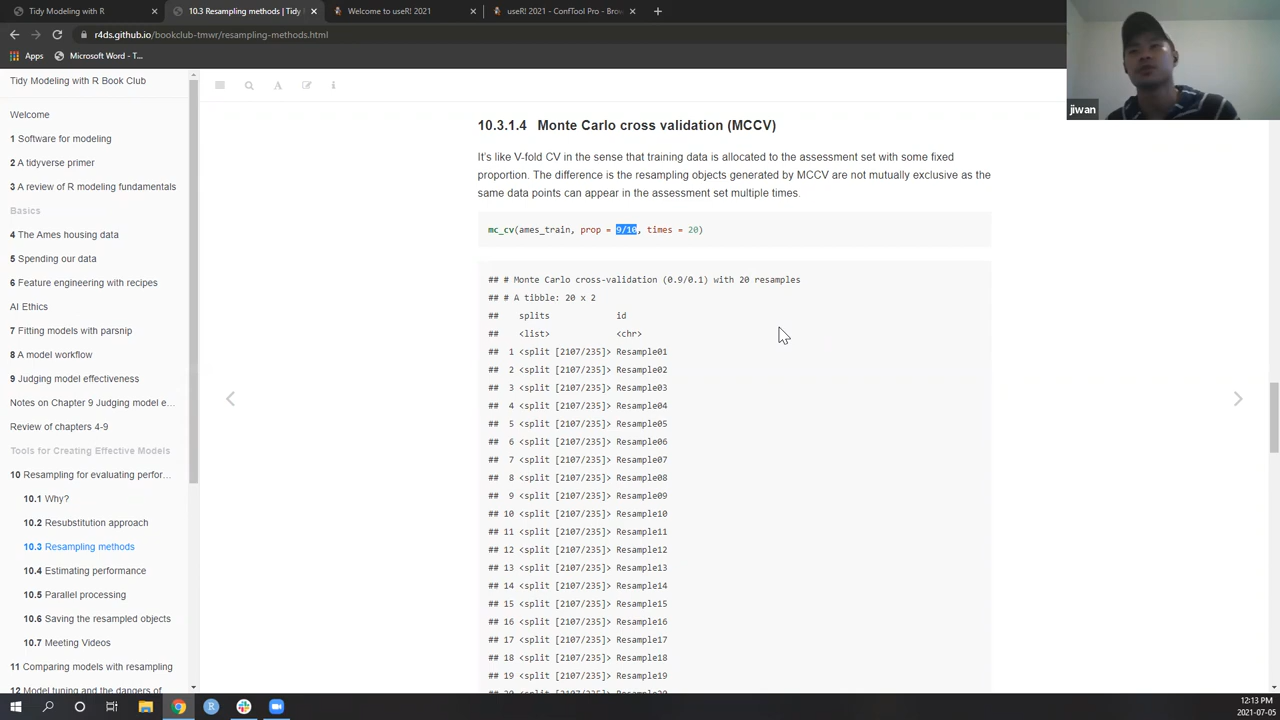 Tidy Modeling with R
10.3 Resampling methods | Tidy M
Welcome to useR! 2021
useR! 2021 - ConfTool Pro - Brow
r4ds.github.io/bookclub-tmwr/resampling-methods.html
Apps
Microsoft Word - T...
jiwan
Tidy Modeling with R Book Club
Welcome
1 Software for modeling
2 A tidyverse primer
3 A review of R modeling fundamentals
Basics
4 The Ames housing data
5 Spending our data
6 Feature engineering with recipes
AI Ethics
7 Fitting models with parsnip
8 A model workflow
9 Judging model effectiveness
Notes on Chapter 9 Judging model e...
Review of chapters 4-9
Tools for Creating Effective Models
10 Resampling for evaluating perfor...
10.1 Why?
10.2 Resubstitution approach
10.3 Resampling methods
10.4 Estimating performance
10.5 Parallel processing
10.6 Saving the resampled objects
10.7 Meeting Videos
11 Comparing models with resampling
12 Model tuning and the dangers of
10.3.1.4 Monte Carlo cross validation (MCCV)
It's like V-fold CV in the sense that training data is allocated to the assessment set with some fixed
proportion. The difference is the resampling objects generated by MCCV are not mutually exclusive as the
same data points can appear in the assessment set multiple times.
mc_cv(ames_train, prop = 9/10, times = 20)
## # Monte Carlo cross-validation (0.9/0.1) with 20 resamples
## # A tibble: 20 x 2
## splits id
## <list> <chr>
## 1 <split [2107/235]> Resample01
## 2 <split [2107/235]> Resample02
## 3 <split [2107/235]> Resample03
## 4 <split [2107/235]> Resample04
## 5 <split [2107/235]> Resample05
## 6 <split [2107/235]> Resample06
## 7 <split [2107/235]> Resample07
## 8 <split [2107/235]> Resample08
## 9 <split [2107/235]> Resample09
## 10 <split [2107/235]> Resample10
## 11 <split [2107/235]> Resample11
## 12 <split [2107/235]> Resample12
## 13 <split [2107/235]> Resample13
## 14 <split [2107/235]> Resample14
## 15 <split [2107/235]> Resample15
## 16 <split [2107/235]> Resample16
## 17 <split [2107/235]> Resample17
## 18 <split [2107/235]> Resample18
## 19 <split [2107/235]> Resample19
12:13 PM
2021-07-05